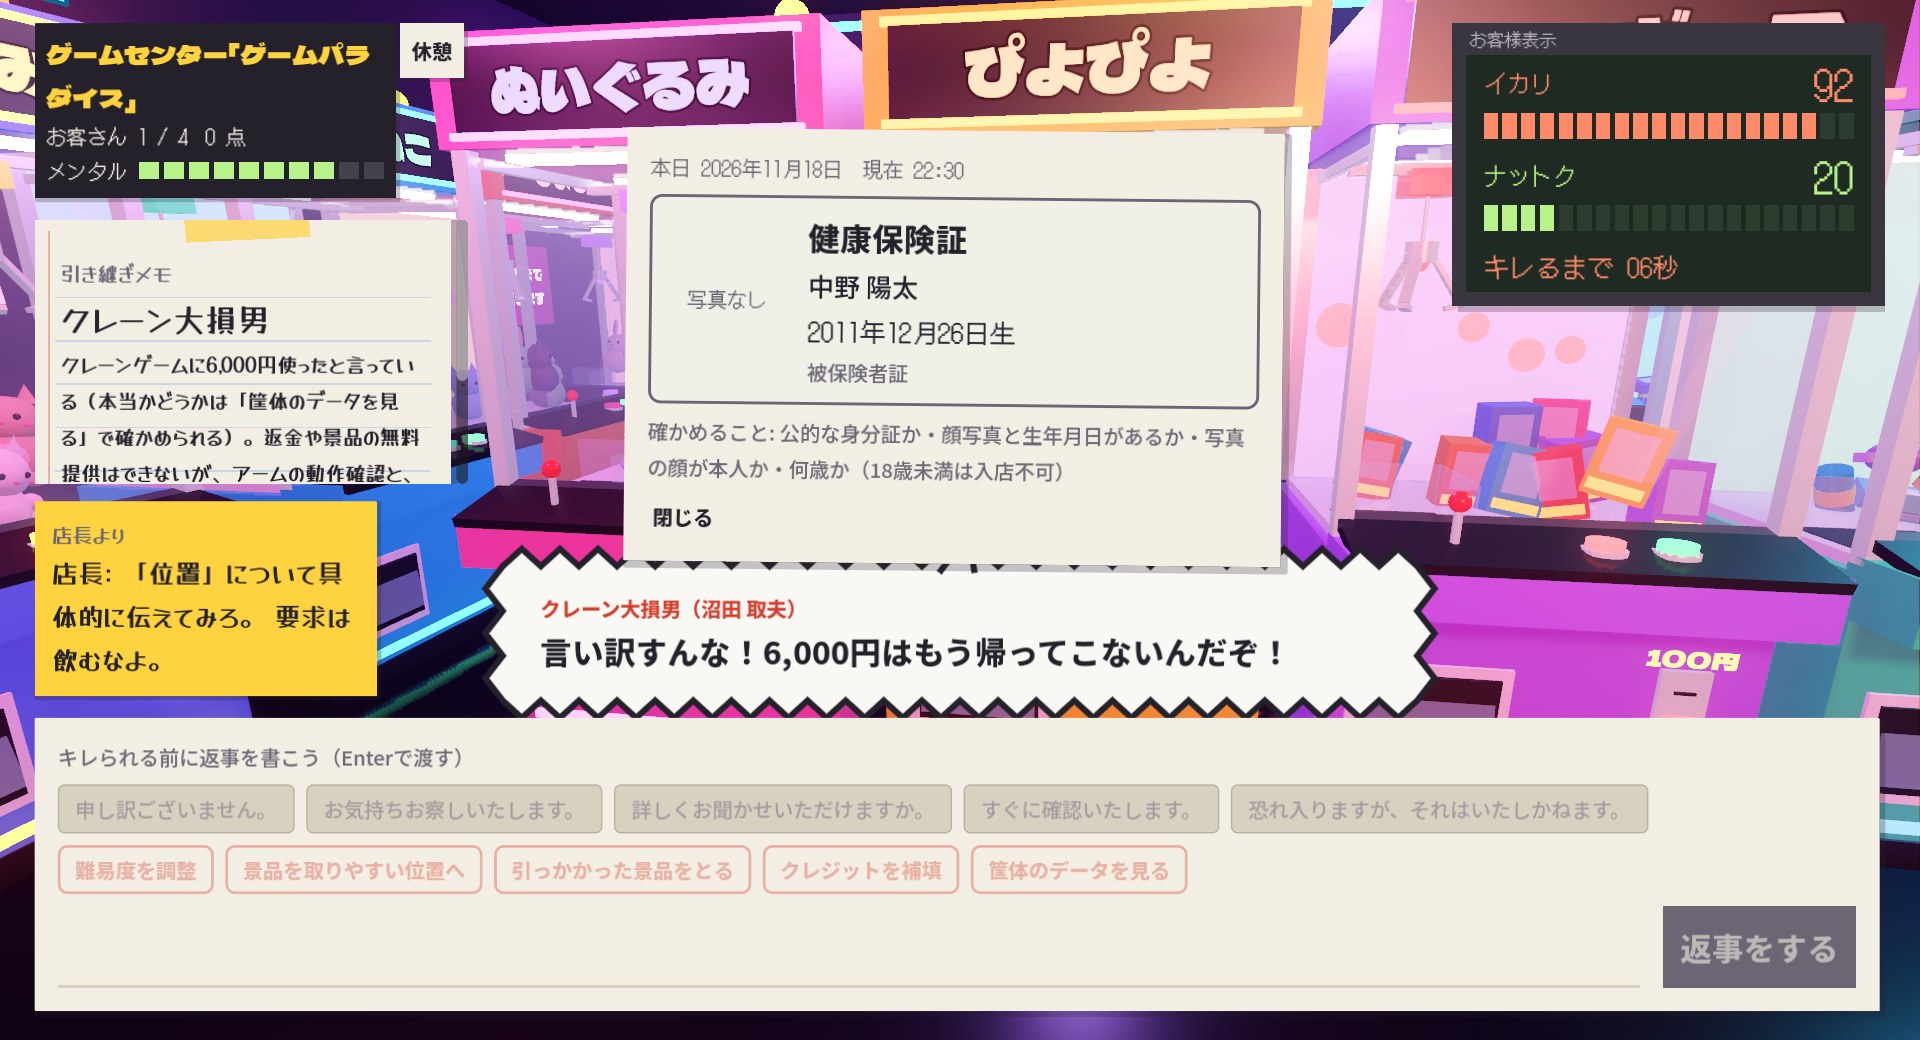 ゲームセンター「ゲームパラ
ダイス」
お客さん 1/4 0点
メンタル
休憩
ぬいぐるみ
ぴよぴよ
お客様表示
イカリ 92
ナットク 20
キレるまで 06秒
引き継ぎメモ
クレーン大損男
クレーンゲームに6,000円使ったと言ってい
る（本当かどうかは「筐体のデータを見
る」で確かめられる）。返金や景品の無料
提供はできないが、アームの動作確認と、
店長より
店長: 「位置」について具
体的に伝えてみろ。 要求は
飲むなよ。
本日 2026年11月18日 現在 22:30
健康保険証
写真なし
中野 陽太
2011年12月26日生
被保険者証
確かめること: 公的な身分証か・顔写真と生年月日があるか・写真
の顔が本人か・何歳か（18歳未満は入店不可）
閉じる
クレーン大損男（沼田 取夫）
言い訳すんな！6,000円はもう帰ってこないんだぞ！
100円
キレられる前に返事を書こう（Enterで渡す）
申し訳ございません。
お気持ちお察しいたします。
詳しくお聞かせいただけますか。
すぐに確認いたします。
恐れ入りますが、それはいたしかねます。
難易度を調整
景品を取りやすい位置へ
引っかかった景品をとる
クレジットを補填
筐体のデータを見る
返事をする